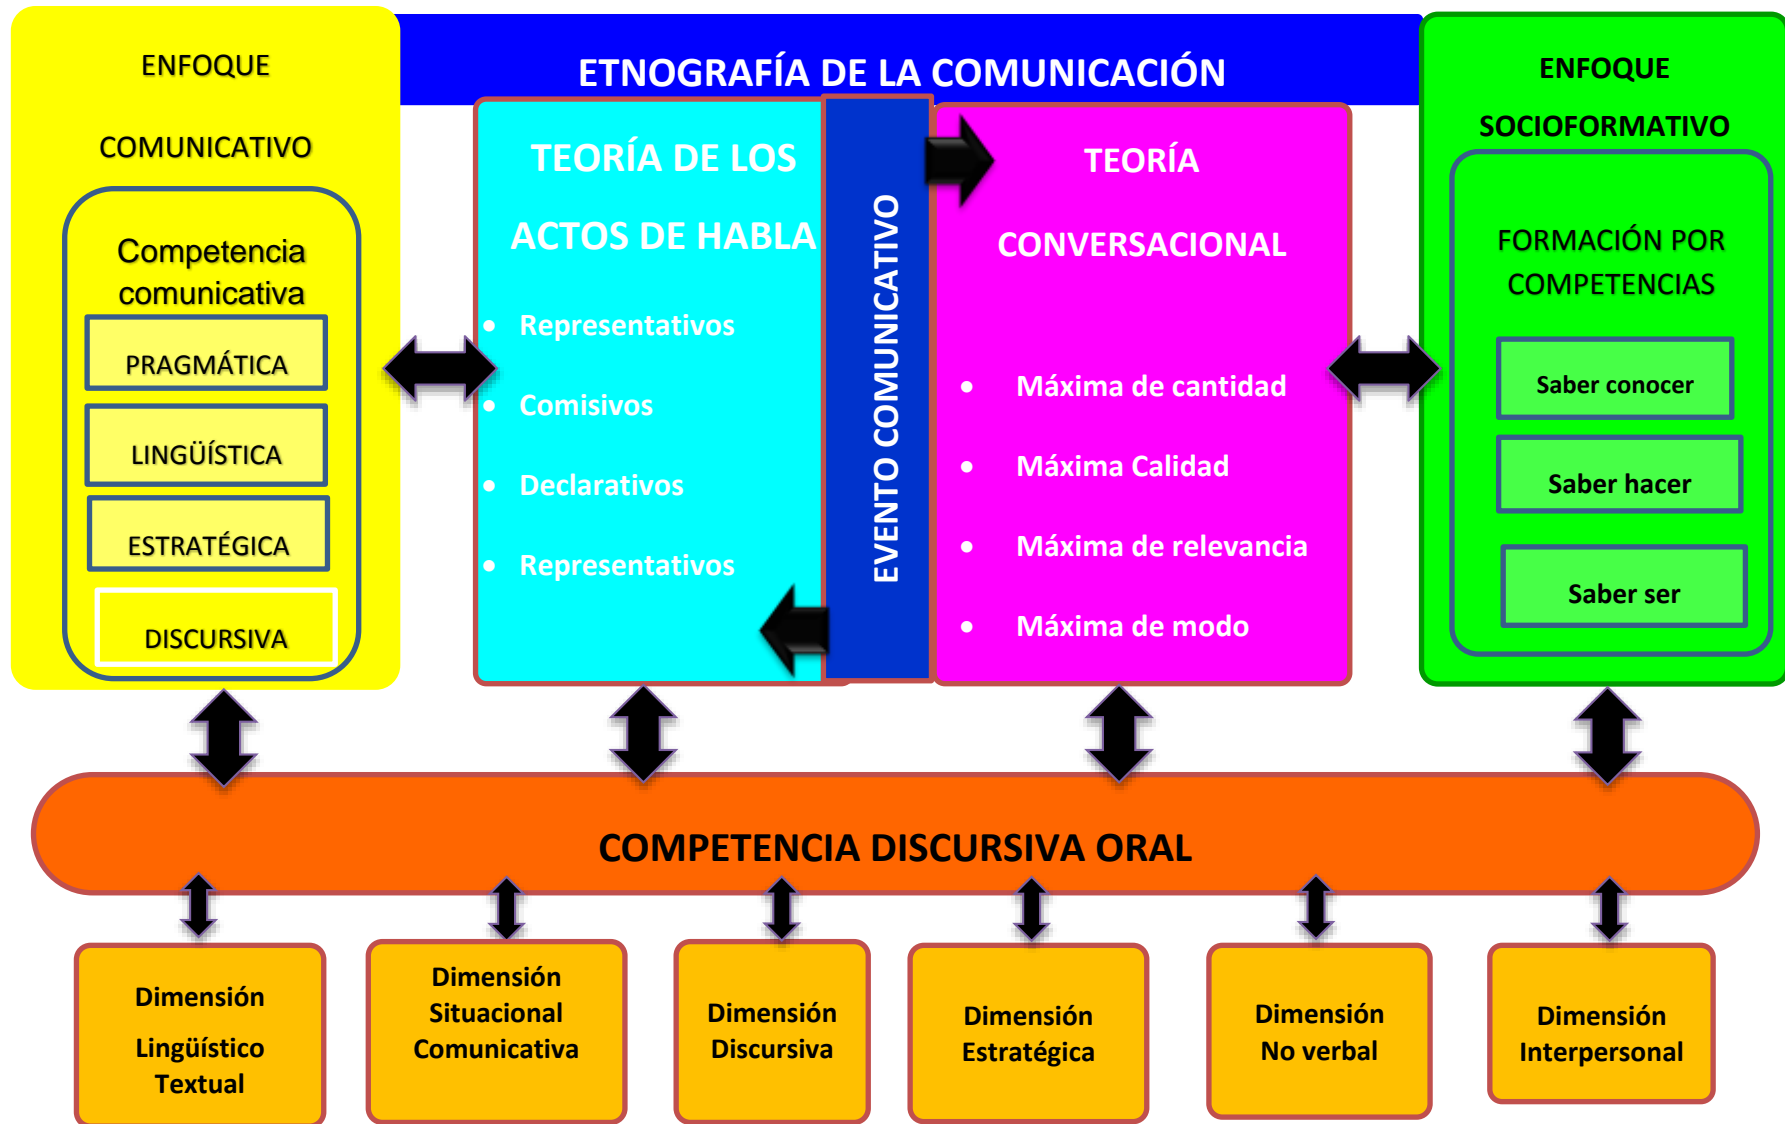 ENFOQUE
COMUNICATIVO
Competencia
comunicativa
PRAGMÁTICA
LINGÜÍSTICA
ESTRATÉGICA
DISCURSIVA
ETNOGRAFÍA DE LA COMUNICACIÓN
TEORÍA DE LOS
ACTOS DE HABLA
• Representativos
• Comisivos
• Declarativos
• Representativos
EVENTO COMUNICATIVO
TEORÍA
CONVERSACIONAL
• Máxima de cantidad
• Máxima Calidad
• Máxima de relevancia
• Máxima de modo
ENFOQUE
SOCIOFORMATIVO
FORMACIÓN POR
COMPETENCIAS
Saber conocer
Saber hacer
Saber ser
COMPETENCIA DISCURSIVA ORAL
Dimensión
Lingüístico
Textual
Dimensión
Situacional
Comunicativa
Dimensión
Discursiva
Dimensión
Estratégica
Dimensión
No verbal
Dimensión
Interpersonal